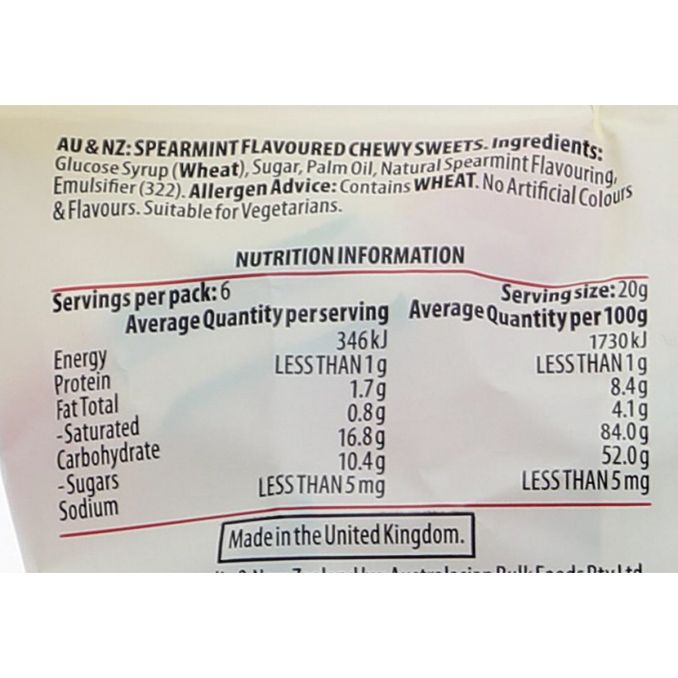 AU & NZ: SPEARMINT FLAVOURED CHEWY SWEETS. Ingredients:
Glucose Syrup (Wheat), Sugar, Palm Oil, Natural Spearmint Flavouring,
Emulsifier (322). Allergen Advice: Contains WHEAT. No Artificial Colours
& Flavours. Suitable for Vegetarians.
NUTRITION INFORMATION
Servings per pack: 6 Serving size: 20g
Average Quantity per serving Average Quantity per 100g
Energy 346kJ 1730kJ
Protein LESS THAN 1g LESS THAN 1g
Fat Total 1.7g 8.4g
-Saturated 0.8g 4.1g
Carbohydrate 16.8g 84.0g
-Sugars 10.4g 52.0g
Sodium LESS THAN 5mg LESS THAN 5mg
Made in the United Kingdom.